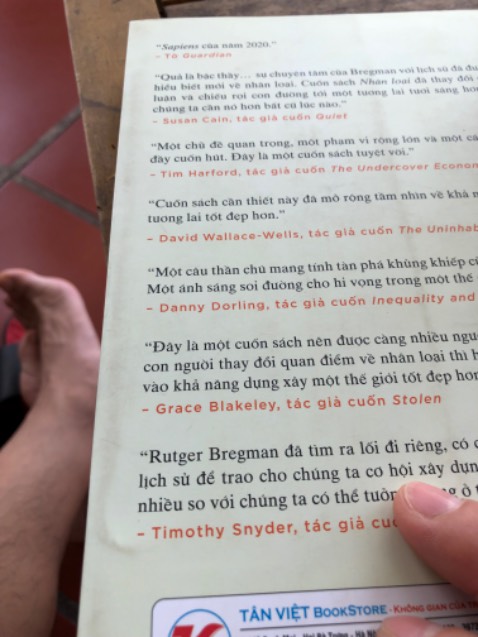 "Sapiens của năm 2020."
– Tờ Guardian
"Quả là bậc thầy... sự chuyên tâm của Bregman với lịch sử đã đư
hiểu biết mới về nhân loại. Cuốn sách Nhân loại đã thay đổi
luận và chiếu rọi con đường tới một tương lai tươi sáng hơ
chúng ta cần nó hơn bất cứ lúc nào."
– Susan Cain, tác giả cuốn Quiet
"Một chủ đề quan trọng, một phạm vi rộng lớn và một câ
đầy cuốn hút. Đây là một cuốn sách tuyệt vời."
– Tim Harford, tác giả cuốn The Undercover Econom
"Cuốn sách cần thiết này đã mở rộng tầm nhìn về khả n
tương lai tốt đẹp hơn."
– David Wallace-Wells, tác giả cuốn The Uninhab
"Một câu thần chú mang tính tàn phá khủng khiếp c
Một ánh sáng soi đường cho hi vọng trong một thế
– Danny Dorling, tác giả cuốn Inequality and
"Đây là một cuốn sách nên được càng nhiều ngư
con người thay đổi quan điểm về nhân loại thì h
vào khả năng dựng xây một thế giới tốt đẹp hơn
– Grace Blakeley, tác giả cuốn Stolen
"Rutger Bregman đã tìm ra lối đi riêng, có c
lịch sử để trao cho chúng ta cơ hội xây dựn
nhiều so với chúng ta có thể tưởn g ở t
– Timothy Snyder, tác giả cu
TÂN VIỆT BOOKSTORE - KHÔNG GIAN CỦA TR